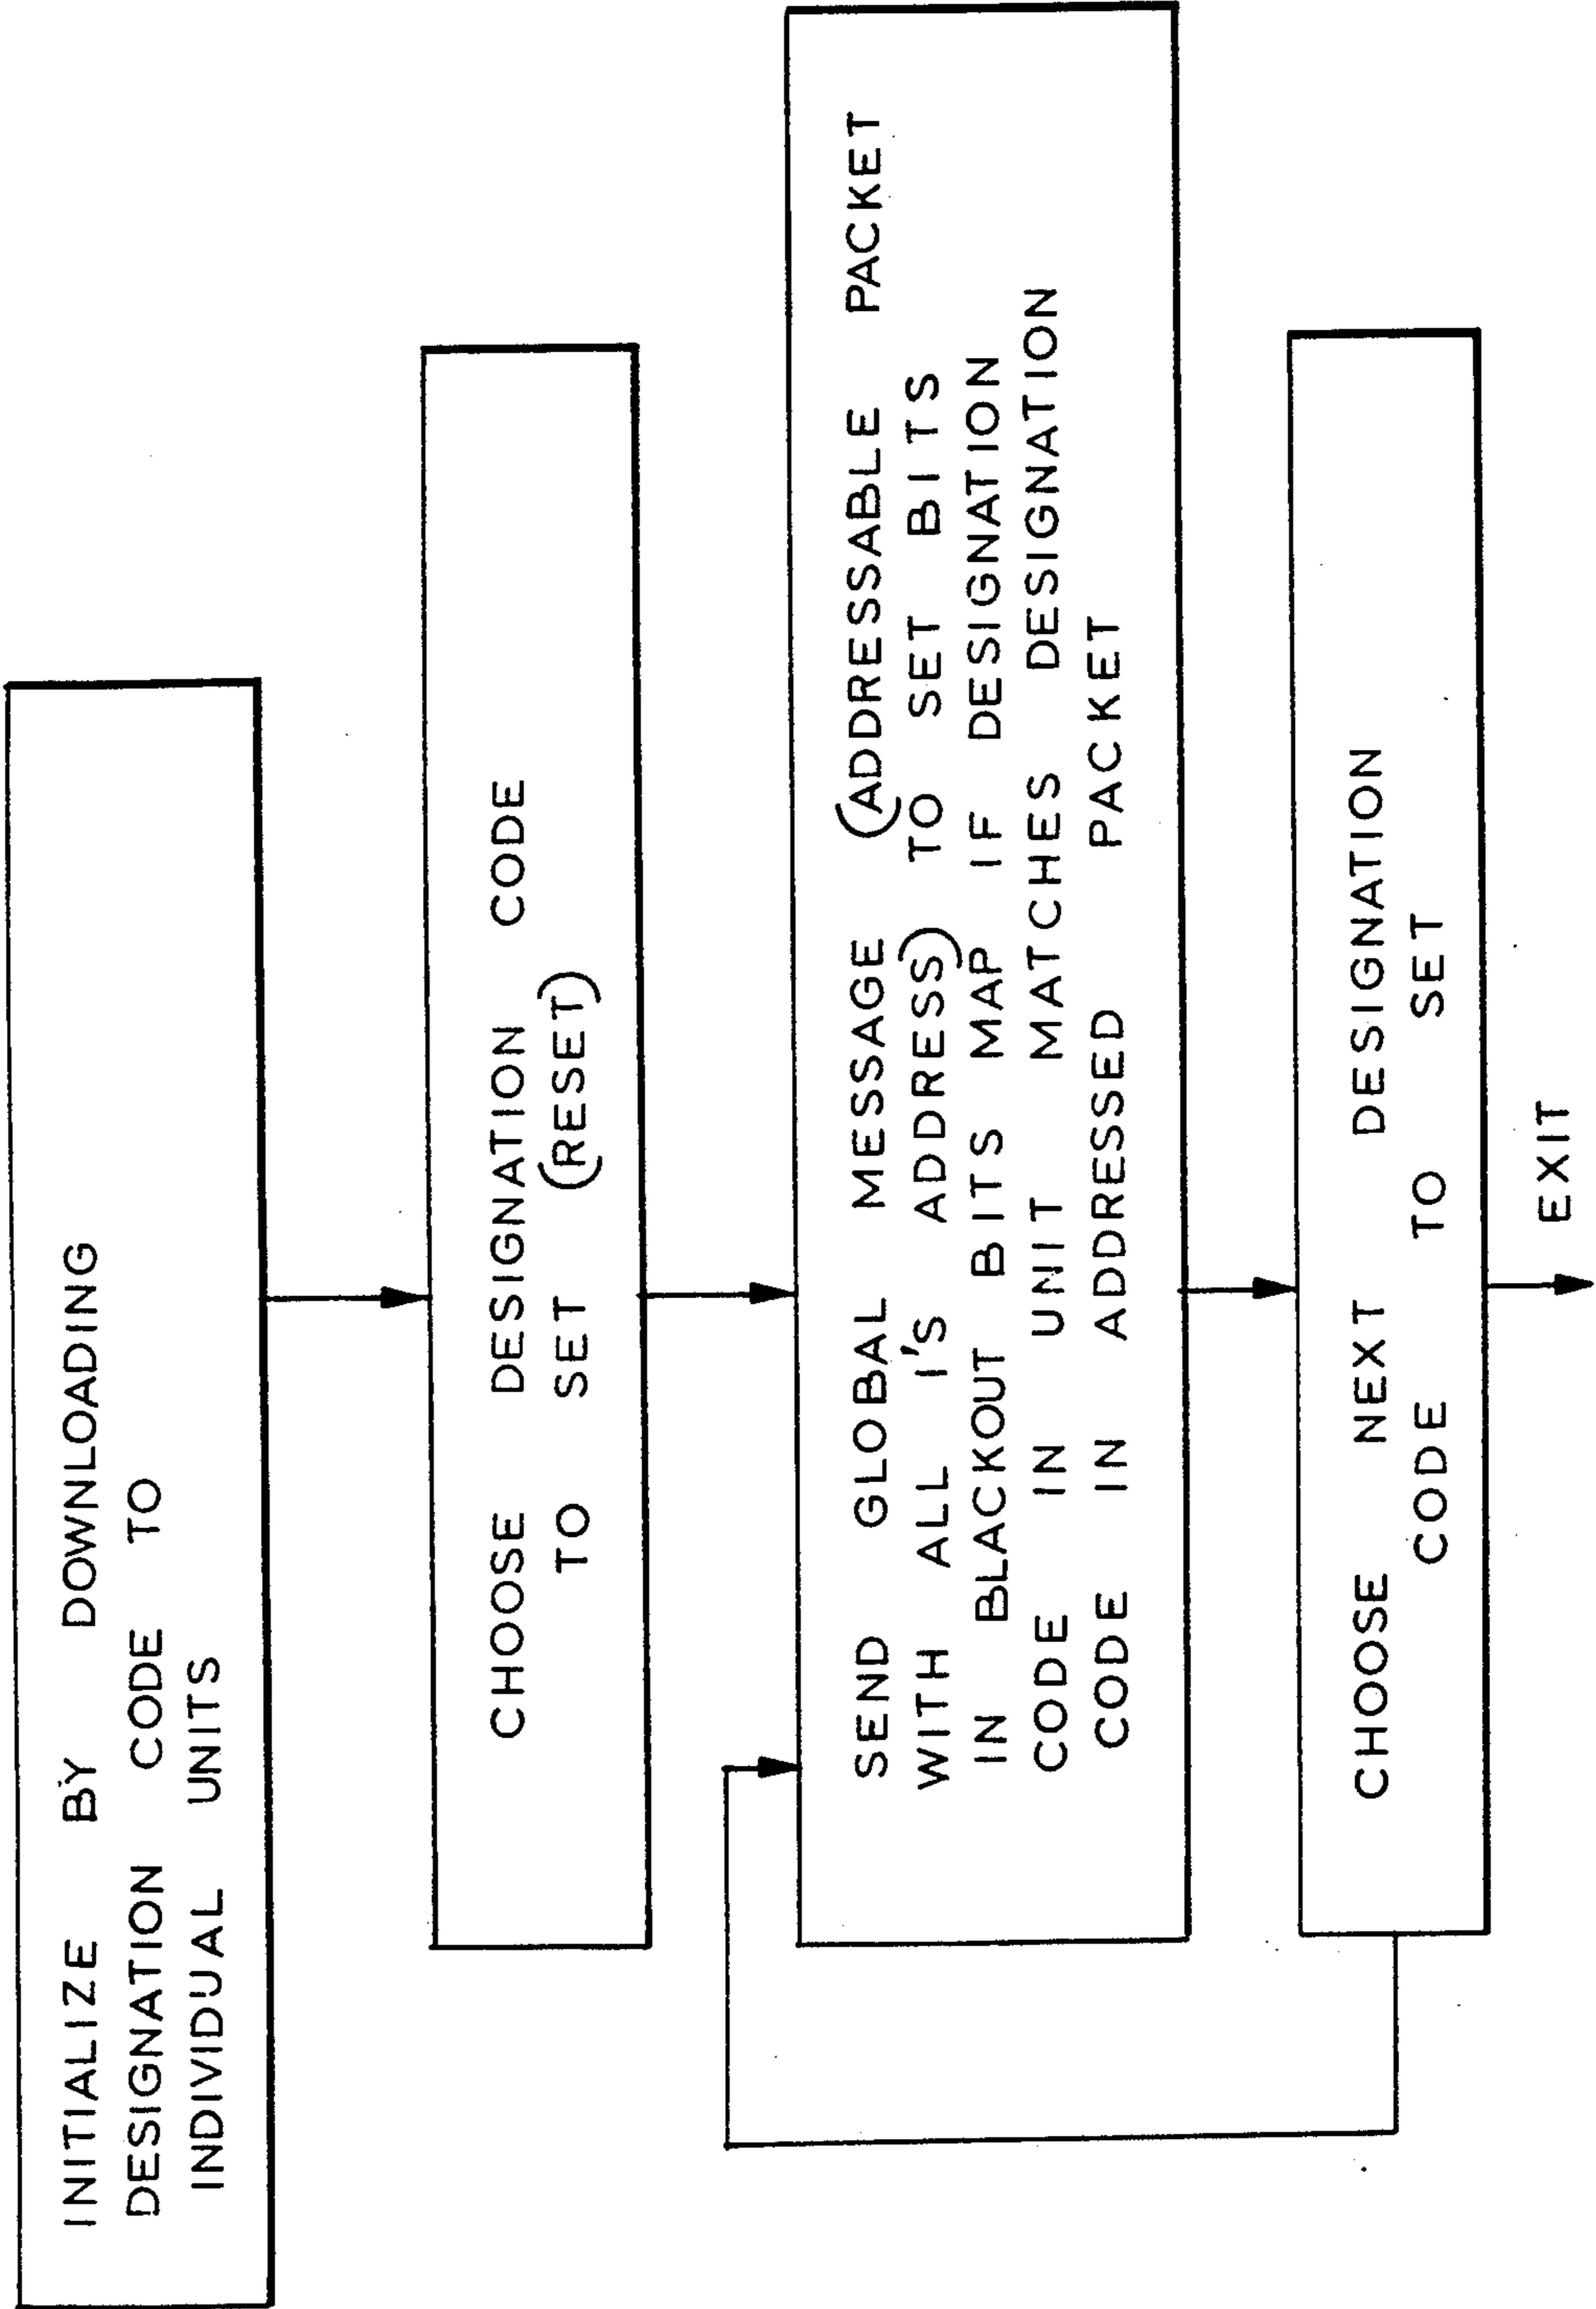 INITIALIZE BY DOWNLOADING
DESIGNATION CODE TO
INDIVIDUAL UNITS
CHOOSE DESIGNATION CODE
TO SET (RESET)
SEND GLOBAL MESSAGE (ADDRESSABLE PACKET
WITH ALL 1'S ADDRESS) TO SET BITS
IN BLACKOUT BITS MAP IF DESIGNATION
CODE IN UNIT MATCHES DESIGNATION
CODE IN ADDRESSED PACKET
CHOOSE NEXT DESIGNATION
CODE TO SET
EXIT